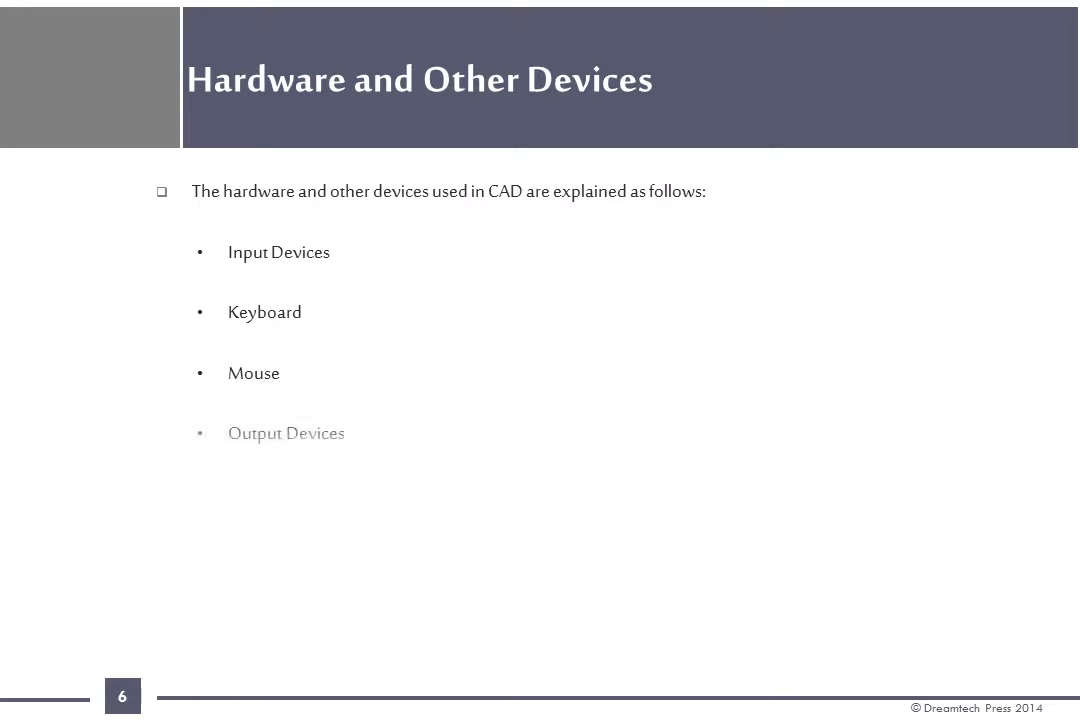 Hardware and Other Devices
❑ The hardware and other devices used in CAD are explained as follows:
• Input Devices
• Keyboard
• Mouse
• Output Devices
6
© Dreamtech Press 2014